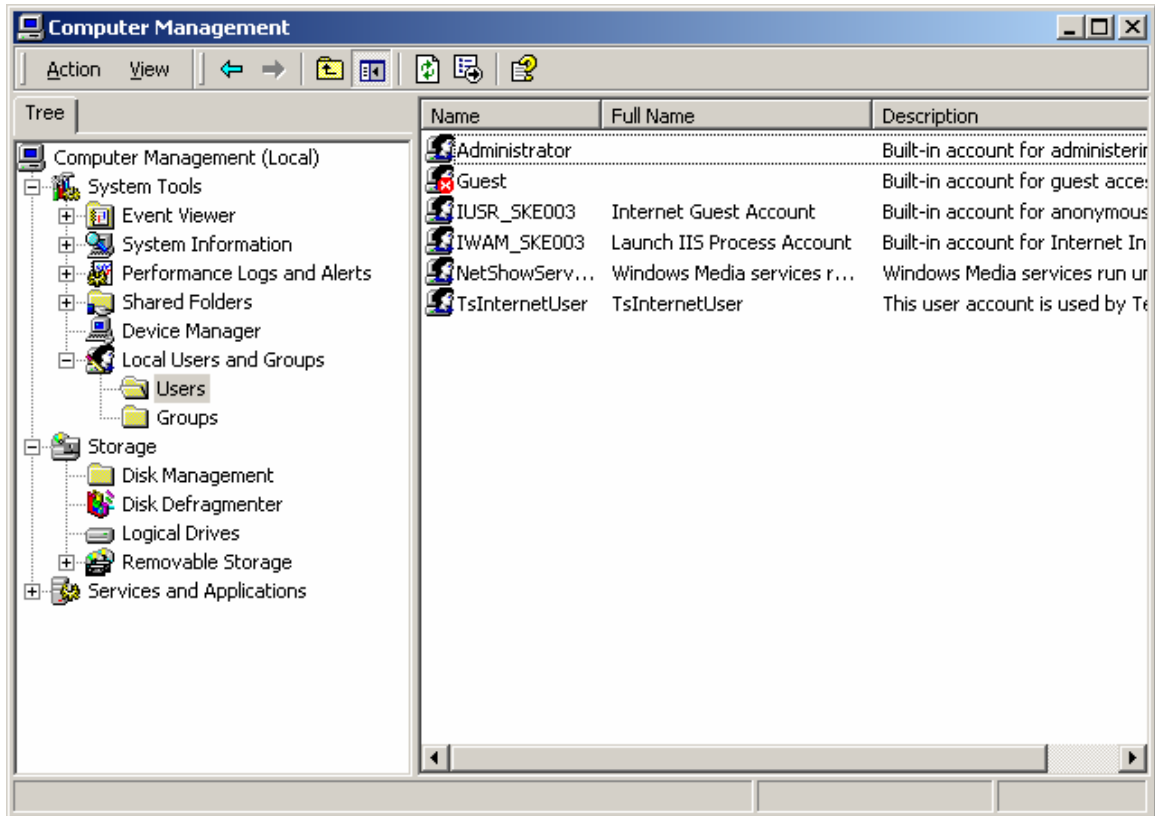 Computer Management
Action View
Tree
Computer Management (Local)
System Tools
Event Viewer
System Information
Performance Logs and Alerts
Shared Folders
Device Manager
Local Users and Groups
Users
Groups
Storage
Disk Management
Disk Defragmenter
Logical Drives
Removable Storage
Services and Applications
Name Full Name Description
Administrator Built-in account for administerin
Guest Built-in account for guest acce
IUSR_SKE003 Internet Guest Account Built-in account for anonymous
IWAM_SKE003 Launch IIS Process Account Built-in account for Internet In
NetShowServ... Windows Media services r... Windows Media services run
TsInternetUser TsInternetUser This user account is used by Te